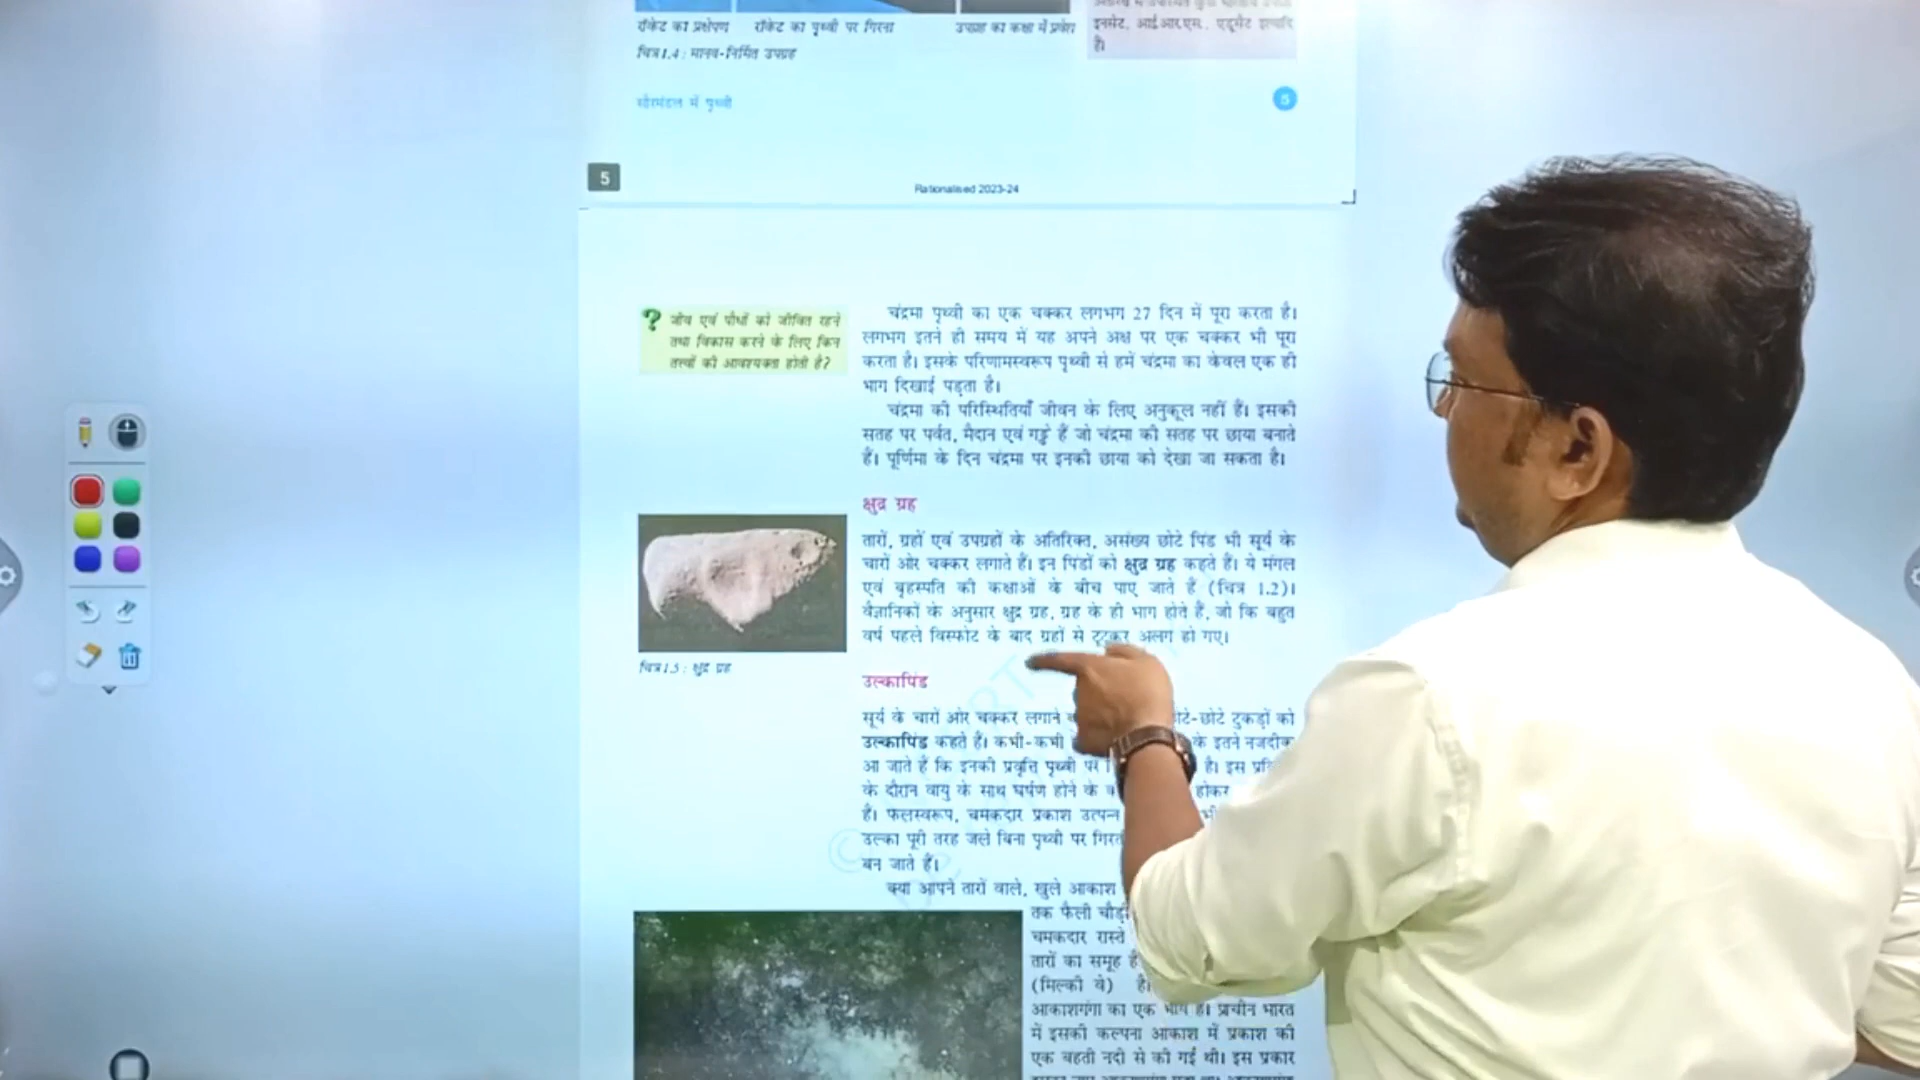 रॉकेट का प्रक्षेपण
रॉकेट का पृथ्वी पर गिरना
उपग्रह का कक्षा में प्रवेश
चित्र 1.4 : मानव-निर्मित उपग्रह
इनसेट, आई.आर.एस., एडूसैट इत्यादि
हैं।
सौरमंडल में पृथ्वी
5
5
Rationalised 2023-24
? जीव एवं पौधों को जीवित रहने
तथा विकास करने के लिए किन
तत्त्वों की आवश्यकता होती है?
चंद्रमा पृथ्वी का एक चक्कर लगभग 27 दिन में पूरा करता है।
लगभग इतने ही समय में यह अपने अक्ष पर एक चक्कर भी पूरा
करता है। इसके परिणामस्वरूप पृथ्वी से हमें चंद्रमा का केवल एक ही
भाग दिखाई पड़ता है।
चंद्रमा की परिस्थितियाँ जीवन के लिए अनुकूल नहीं हैं। इसकी
सतह पर पर्वत, मैदान एवं गड्ढे हैं जो चंद्रमा की सतह पर छाया बनाते
हैं। पूर्णिमा के दिन चंद्रमा पर इनकी छाया को देखा जा सकता है।
क्षुद्र ग्रह
तारों, ग्रहों एवं उपग्रहों के अतिरिक्त, असंख्य छोटे पिंड भी सूर्य के
चारों ओर चक्कर लगाते हैं। इन पिंडों को क्षुद्र ग्रह कहते हैं। ये मंगल
एवं बृहस्पति की कक्षाओं के बीच पाए जाते हैं (चित्र 1.2)।
वैज्ञानिकों के अनुसार क्षुद्र ग्रह, ग्रह के ही भाग होते हैं, जो कि बहुत
वर्ष पहले विस्फोट के बाद ग्रहों से टूटकर अलग हो गए।
चित्र 1.5 : क्षुद्र ग्रह
उल्कापिंड
सूर्य के चारों ओर चक्कर लगाने छोटे-छोटे टुकड़ों को
उल्कापिंड कहते हैं। कभी-कभी के इतने नजदीक
आ जाते हैं कि इनकी प्रवृत्ति पृथ्वी पर है। इस
के दौरान वायु के साथ घर्षण होने के होकर
हैं। फलस्वरूप, चमकदार प्रकाश उत्पन्न
उल्का पूरी तरह जले बिना पृथ्वी पर
बन जाते हैं।
क्या आपने तारों वाले, खुले आकाश
तक फैली
चमकदार रास्ते
तारों का समूह
(मिल्की वे) है।
आकाशगंगा का एक भाग है। प्राचीन भारत
में इसकी कल्पना आकाश में प्रकाश की
एक बहती नदी से की गई थी। इस प्रकार